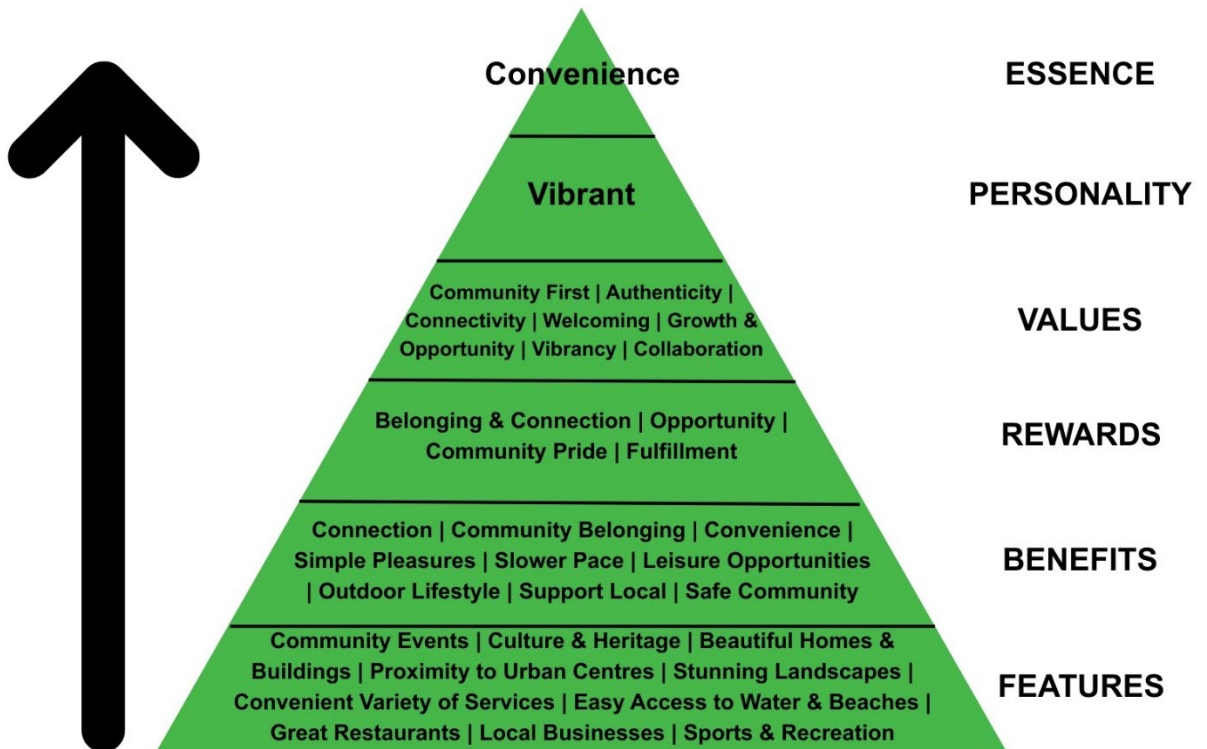 Convenience
ESSENCE
Vibrant
PERSONALITY
Community First | Authenticity |
Connectivity | Welcoming | Growth &
Opportunity | Vibrancy | Collaboration
VALUES
Belonging & Connection | Opportunity |
Community Pride | Fulfillment
REWARDS
Connection | Community Belonging | Convenience |
Simple Pleasures | Slower Pace | Leisure Opportunities
| Outdoor Lifestyle | Support Local | Safe Community
BENEFITS
Community Events | Culture & Heritage | Beautiful Homes &
Buildings | Proximity to Urban Centres | Stunning Landscapes |
Convenient Variety of Services | Easy Access to Water & Beaches |
Great Restaurants | Local Businesses | Sports & Recreation
FEATURES